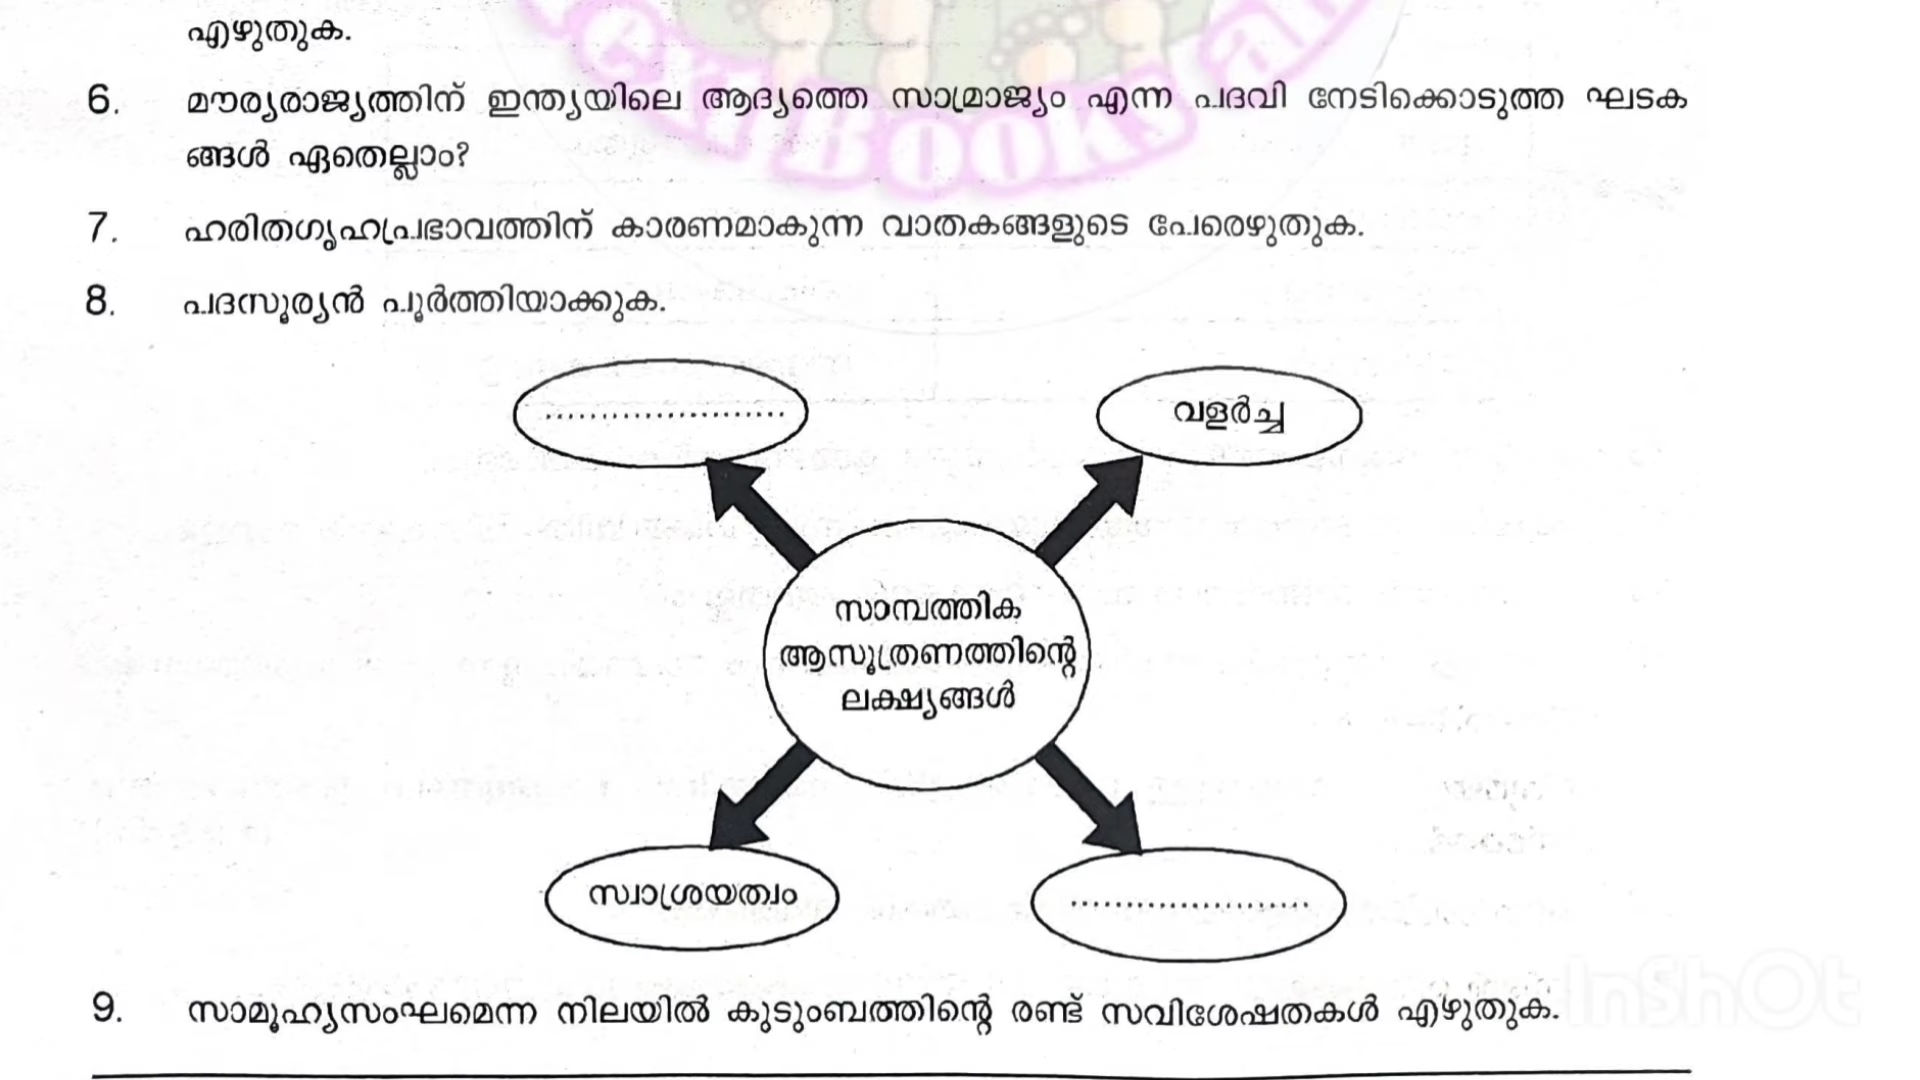 എഴുതുക.
6. മൗര്യരാജ്യത്തിന് ഇന്ത്യയിലെ ആദ്യത്തെ സാമ്രാജ്യം എന്ന പദവി നേടിക്കൊടുത്ത ഘടക
ങ്ങൾ ഏതെല്ലാം?
7. ഹരിതഗൃഹപ്രഭാവത്തിന് കാരണമാകുന്ന വാതകങ്ങളുടെ പേരെഴുതുക.
8. പദസൂര്യൻ പൂർത്തിയാക്കുക.
......................
വളർച്ച
സാമ്പത്തിക
ആസൂത്രണത്തിന്റെ
ലക്ഷ്യങ്ങൾ
സ്വാശ്രയത്വം
......................
9. സാമൂഹ്യസംഘമെന്ന നിലയിൽ കുടുംബത്തിന്റെ രണ്ട് സവിശേഷതകൾ എഴുതുക.
BOOKS
InShOt